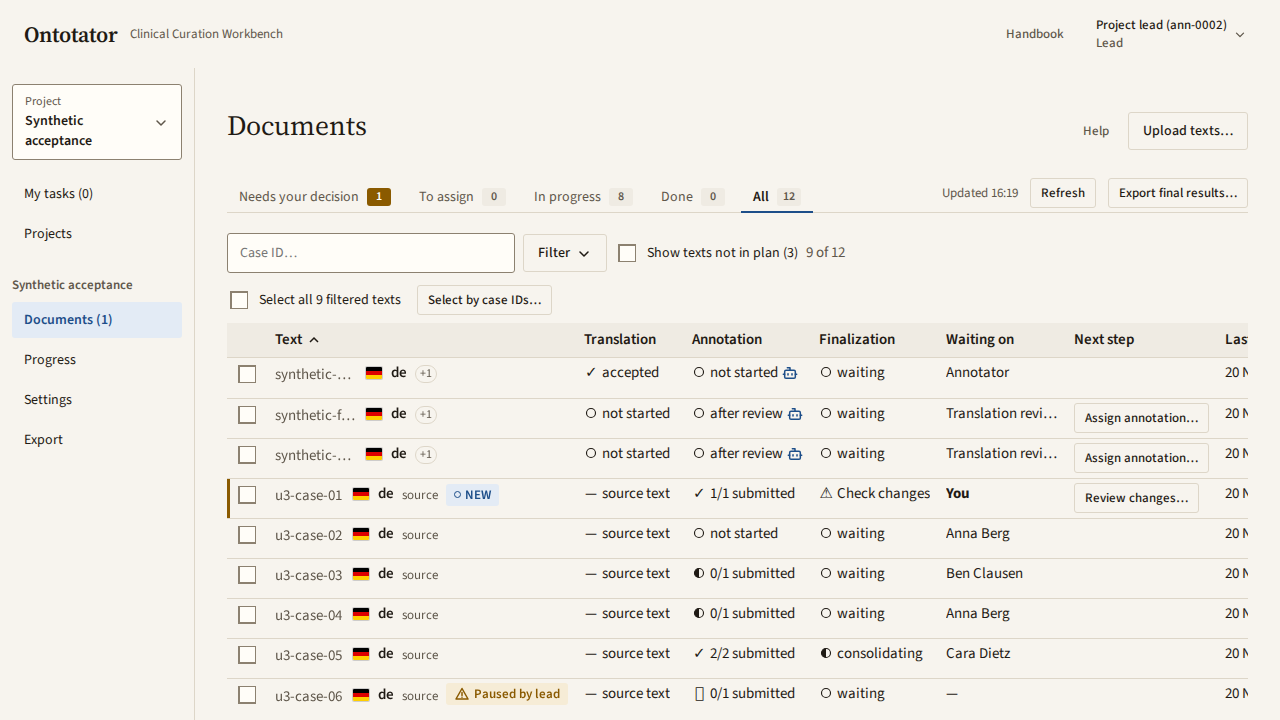 Ontotator Clinical Curation Workbench
Handbook
Project lead (ann-0002)
Lead
Project
Synthetic
acceptance
My tasks (0)
Projects
Synthetic acceptance
Documents (1)
Progress
Settings
Export
Documents
Help
Upload texts…
Needs your decision 1
To assign 0
In progress 8
Done 0
All 12
Updated 16:19
Refresh
Export final results…
Case ID…
Filter
Show texts not in plan (3) 9 of 12
Select all 9 filtered texts
Select by case IDs…
Text Translation Annotation Finalization Waiting on Next step Las
synthetic-… de +1 ✓ accepted ○ not started ○ waiting Annotator 20 N
synthetic-f… de +1 ○ not started ○ after review ○ waiting Translation revi… Assign annotation… 20 N
synthetic-… de +1 ○ not started ○ after review ○ waiting Translation revi… Assign annotation… 20 N
u3-case-01 de source ○ NEW — source text ✓ 1/1 submitted ⚠ Check changes You Review changes… 20 N
u3-case-02 de source — source text ○ not started ○ waiting Anna Berg 20 N
u3-case-03 de source — source text ◐ 0/1 submitted ○ waiting Ben Clausen 20 N
u3-case-04 de source — source text ◐ 0/1 submitted ○ waiting Anna Berg 20 N
u3-case-05 de source — source text ✓ 2/2 submitted ◐ consolidating Cara Dietz 20 N
u3-case-06 de source ⚠ Paused by lead — source text 0/1 submitted ○ waiting — 20 N